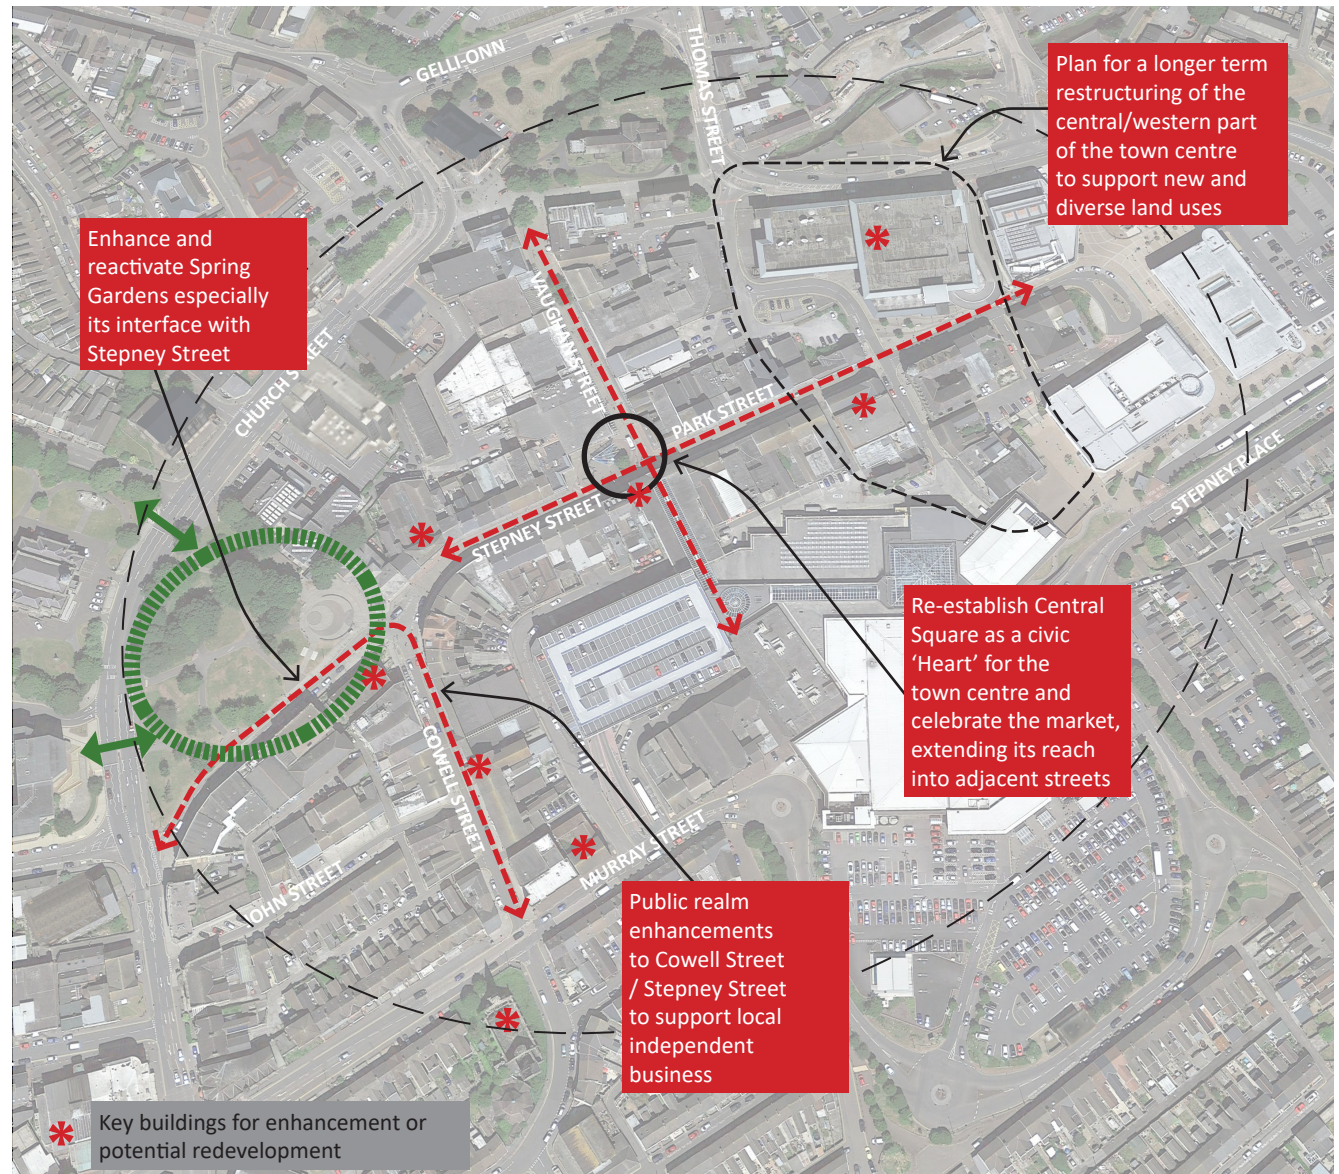 GELLI-ONN
THOMAS STREET
Plan for a longer term
restructuring of the
central/western part
of the town centre
to support new and
diverse land uses
Enhance and
reactivate Spring
Gardens especially
its interface with
Stepney Street
VAUGHAN STREET
CHURCH STREET
PARK STREET
STEPNEY STREET
STEPNEY PLACE
Re-establish Central
Square as a civic
‘Heart’ for the
town centre and
celebrate the market,
extending its reach
into adjacent streets
COWELL STREET
MURRAY STREET
JOHN STREET
Public realm
enhancements
to Cowell Street
/ Stepney Street
to support local
independent
business
Key buildings for enhancement or
potential redevelopment